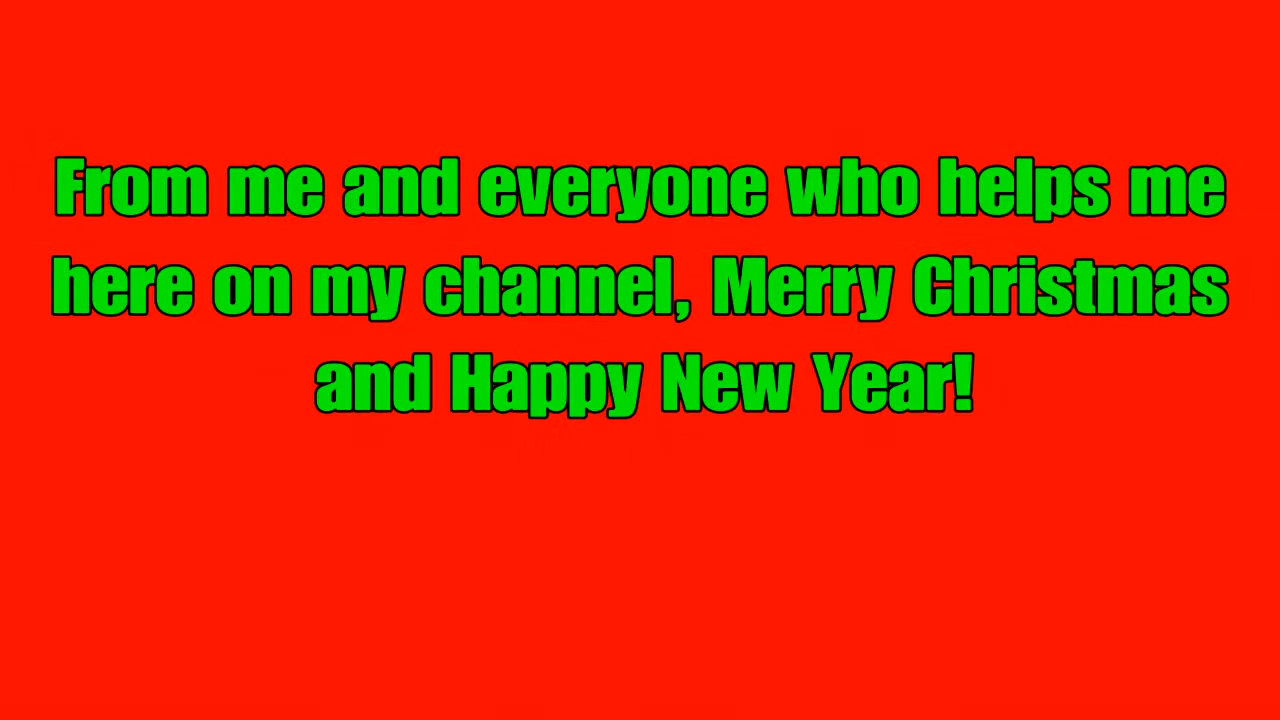 From me and everyone who helps me
here on my channel, Merry Christmas
and Happy New Year!